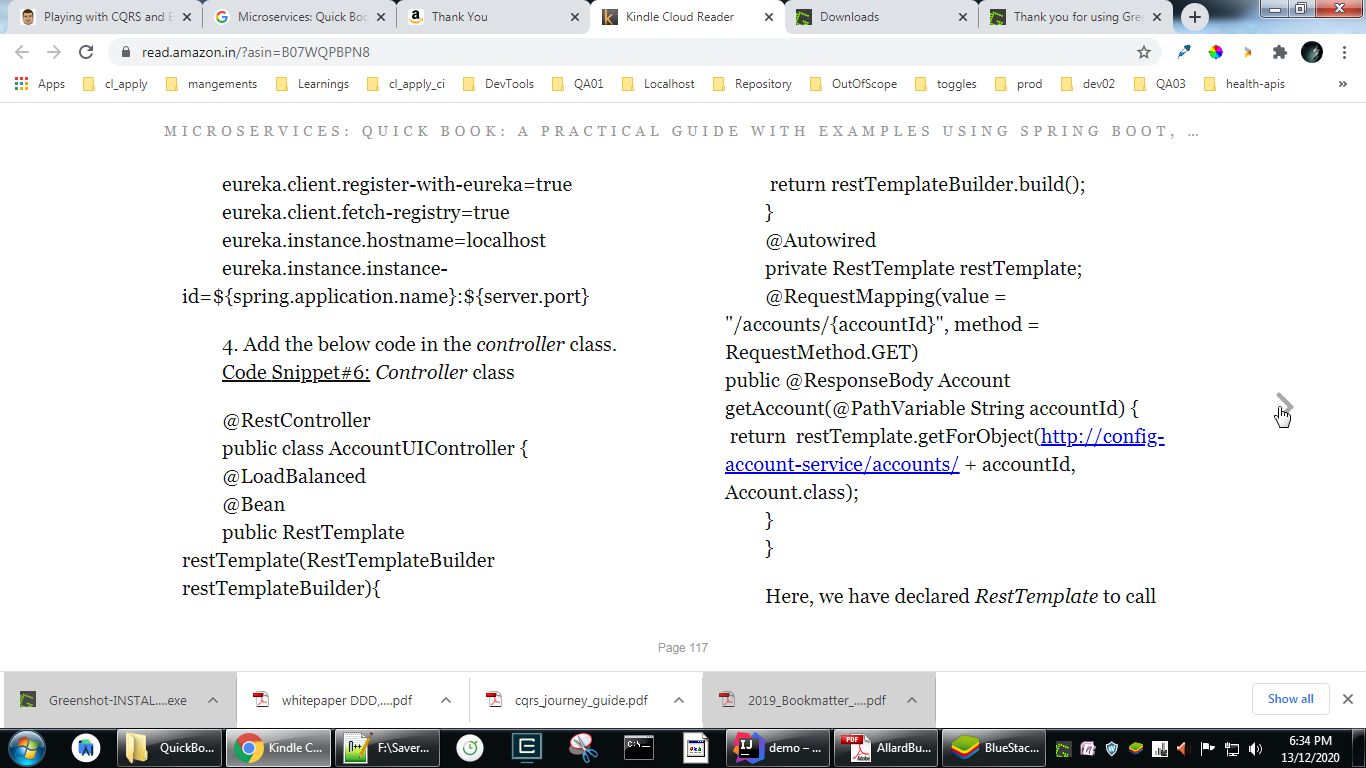 Playing with CQRS and E
Microservices: Quick Boo
Thank You
Kindle Cloud Reader
Downloads
Thank you for using Gre
read.amazon.in/?asin=B07WQPBPN8
Apps
cl_apply
mangements
Learnings
cl_apply_ci
DevTools
QA01
Localhost
Repository
OutOfScope
toggles
prod
dev02
QA03
health-apis
»
MICROSERVICES: QUICK BOOK: A PRACTICAL GUIDE WITH EXAMPLES USING SPRING BOOT, …
eureka.client.register-with-eureka=true
eureka.client.fetch-registry=true
eureka.instance.hostname=localhost
eureka.instance.instance-
id=${spring.application.name}:${server.port}
4. Add the below code in the controller class.
Code Snippet#6: Controller class
@RestController
public class AccountUIController {
@LoadBalanced
@Bean
public RestTemplate
restTemplate(RestTemplateBuilder
restTemplateBuilder){
return restTemplateBuilder.build();
}
@Autowired
private RestTemplate restTemplate;
@RequestMapping(value =
"/accounts/{accountId}", method =
RequestMethod.GET)
public @ResponseBody Account
getAccount(@PathVariable String accountId) {
return  restTemplate.getForObject(http://config-
account-service/accounts/ + accountId,
Account.class);
}
}
Here, we have declared RestTemplate to call
Page 117
Greenshot-INSTAL....exe
whitepaper DDD,....pdf
cqrs_journey_guide.pdf
2019_Bookmatter_....pdf
Show all
QuickBo...
Kindle C...
F:\Saver...
demo – ...
AllardBu...
BlueStac...
6:34 PM
13/12/2020